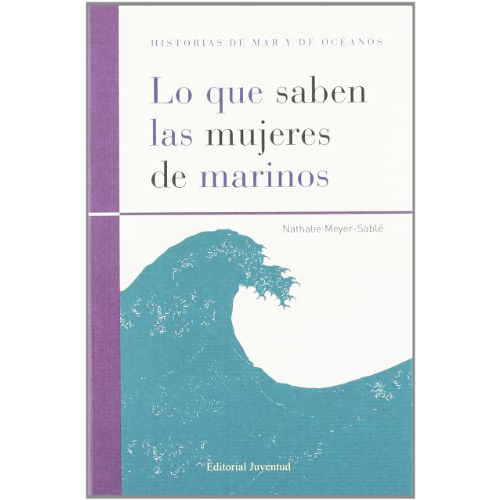 HISTORIAS DE MAR Y DE OCÉANOS
Lo que saben
las mujeres
de marinos
Nathalie Meyer-Sablé
Editorial Juventud